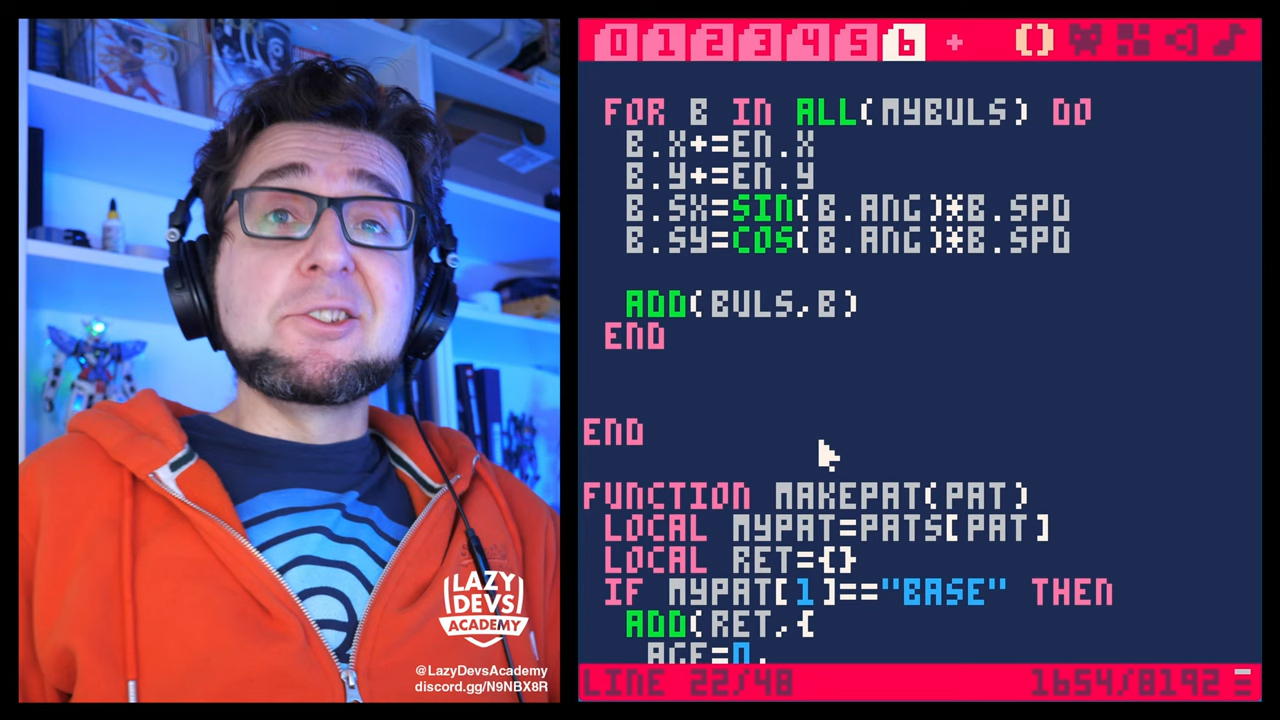 0 1 2 3 4 5 6 +
FOR B IN ALL(MYBULS) DO
B.X+=EN.X
B.Y+=EN.Y
B.SX=SIN(B.ANG)*B.SPD
B.SY=COS(B.ANG)*B.SPD
ADD(BULS,B)
END
END
FUNCTION MAKEPAT(PAT)
LOCAL MYPAT=PATS[PAT]
LOCAL RET={}
IF MYPAT[1]=="BASE" THEN
ADD(RET,{
AGE=0,
LINE 22/48 1654/8192
LAZY
DEVS
ACADEMY
@LazyDevsAcademy
discord.gg/N9NBX8R